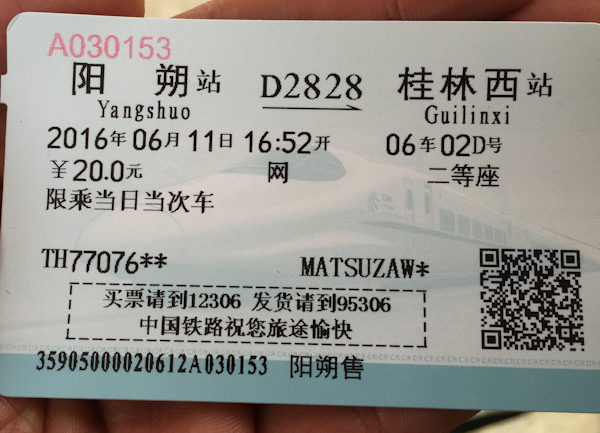 A030153
阳 朔站 D2828 桂林西站
Yangshuo Guilinxi
2016年06月11日 16:52开 06车02D号
￥20.0元 网 二等座
限乘当日当次车
TH77076** MATSUZAW*
买票请到12306 发货请到95306
中国铁路祝您旅途愉快
35905000020612A030153 阳朔售